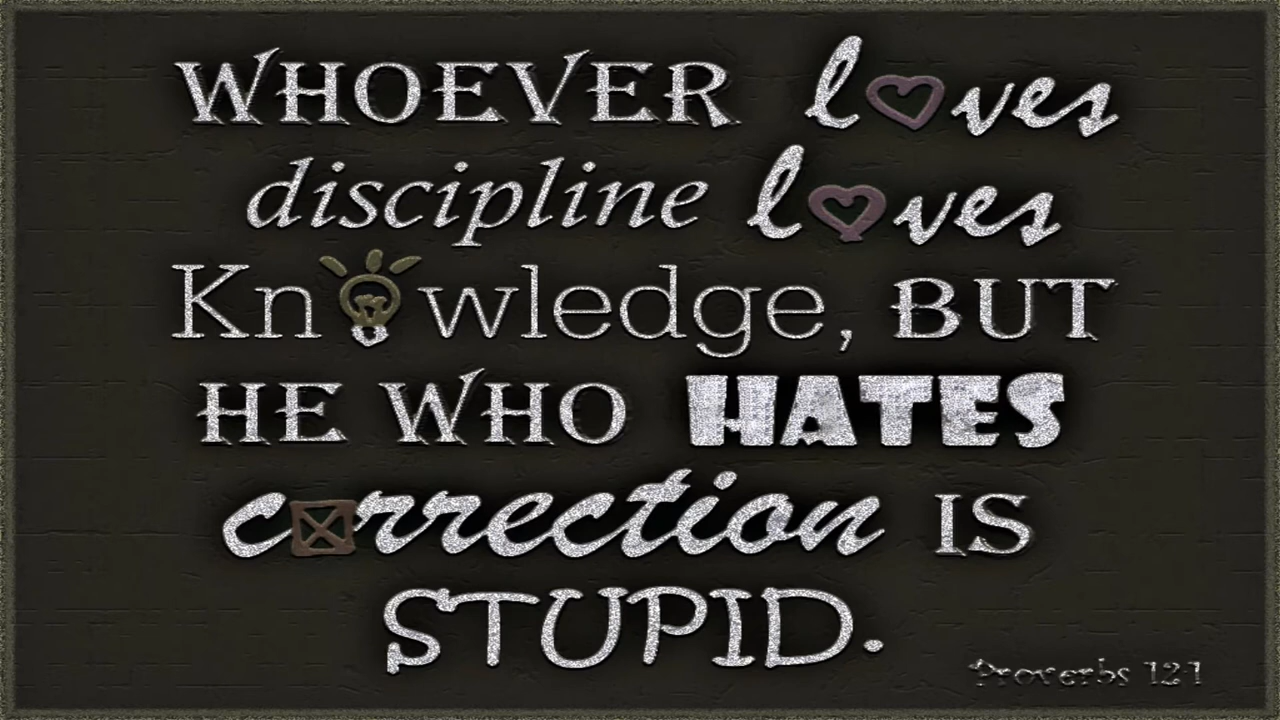 WHOEVER loves
discipline loves
Knowledge, BUT
HE WHO HATES
correction IS
STUPID.
Proverbs 12:1